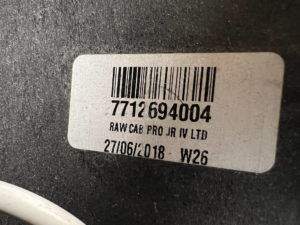 7712694004
RAW CAB PRO JR IV LTD
27/06/2018 W26